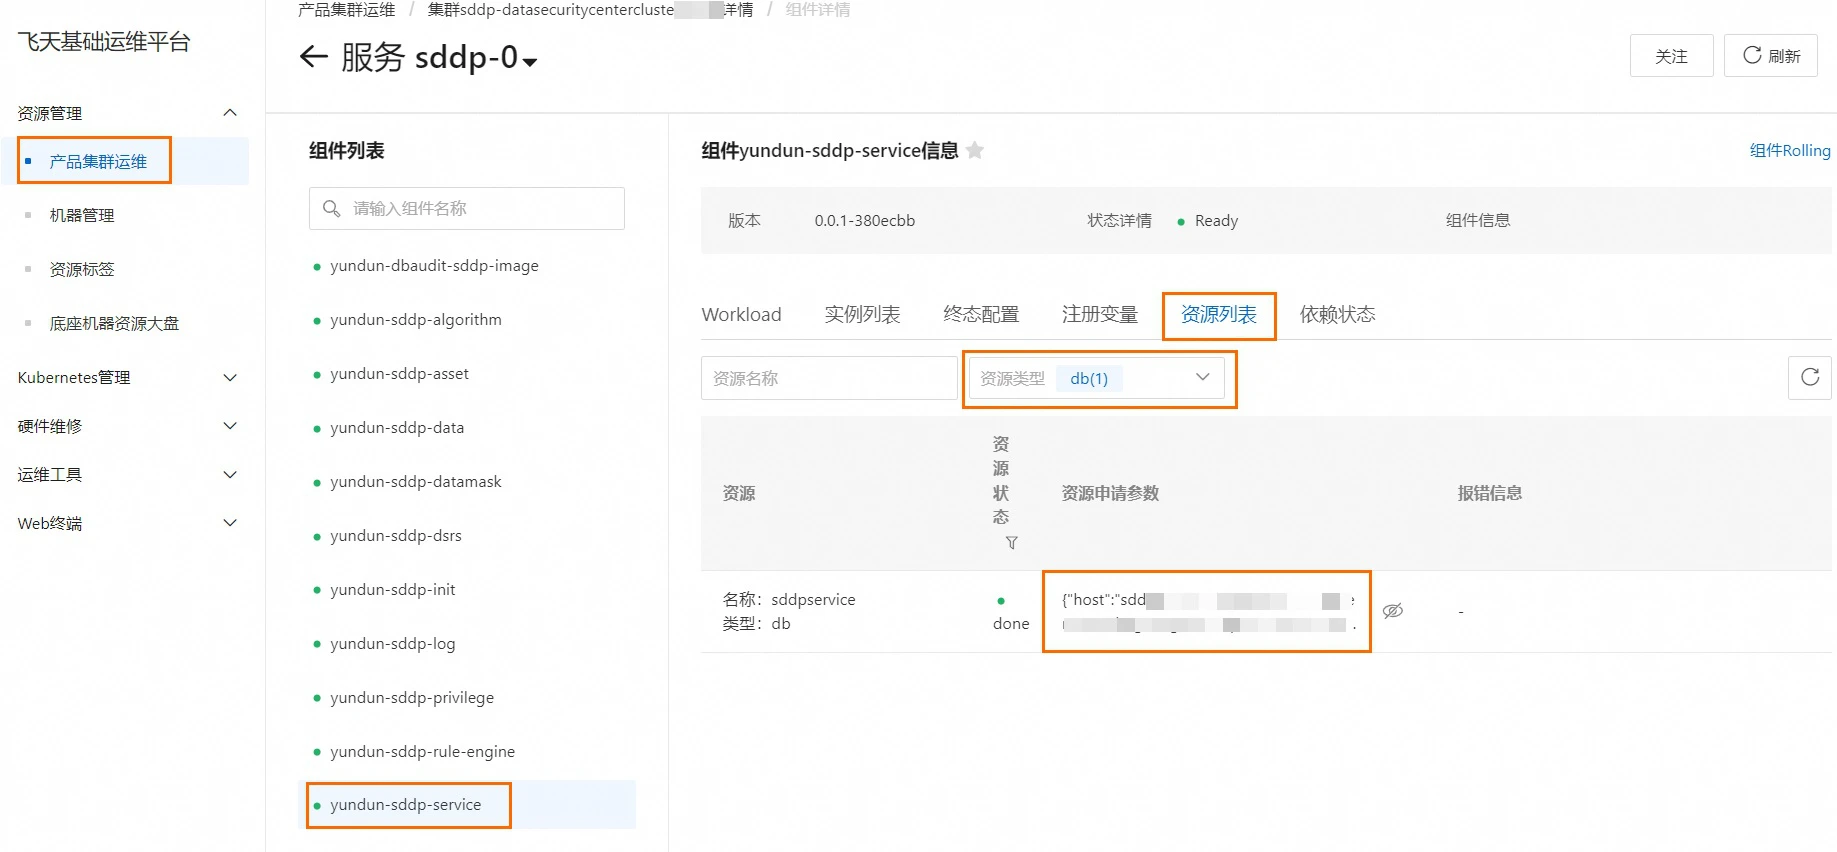 产品集群运维 / 集群sddp-datasecuritycentercluste 详情 / 组件详情
飞天基础运维平台
服务 sddp-0
关注
刷新
资源管理
产品集群运维
机器管理
资源标签
底座机器资源大盘
Kubernetes管理
硬件维修
运维工具
Web终端
组件列表
请输入组件名称
yundun-dbaudit-sddp-image
yundun-sddp-algorithm
yundun-sddp-asset
yundun-sddp-data
yundun-sddp-datamask
yundun-sddp-dsrs
yundun-sddp-init
yundun-sddp-log
yundun-sddp-privilege
yundun-sddp-rule-engine
yundun-sddp-service
组件yundun-sddp-service信息
组件Rolling
版本 0.0.1-380ecbb 状态详情 Ready 组件信息
Workload 实例列表 终态配置 注册变量 资源列表 依赖状态
资源名称 资源类型 db(1)
资源 资源状态 资源申请参数 报错信息
名称：sddpservice
类型：db
done
{"host":"sdd
-